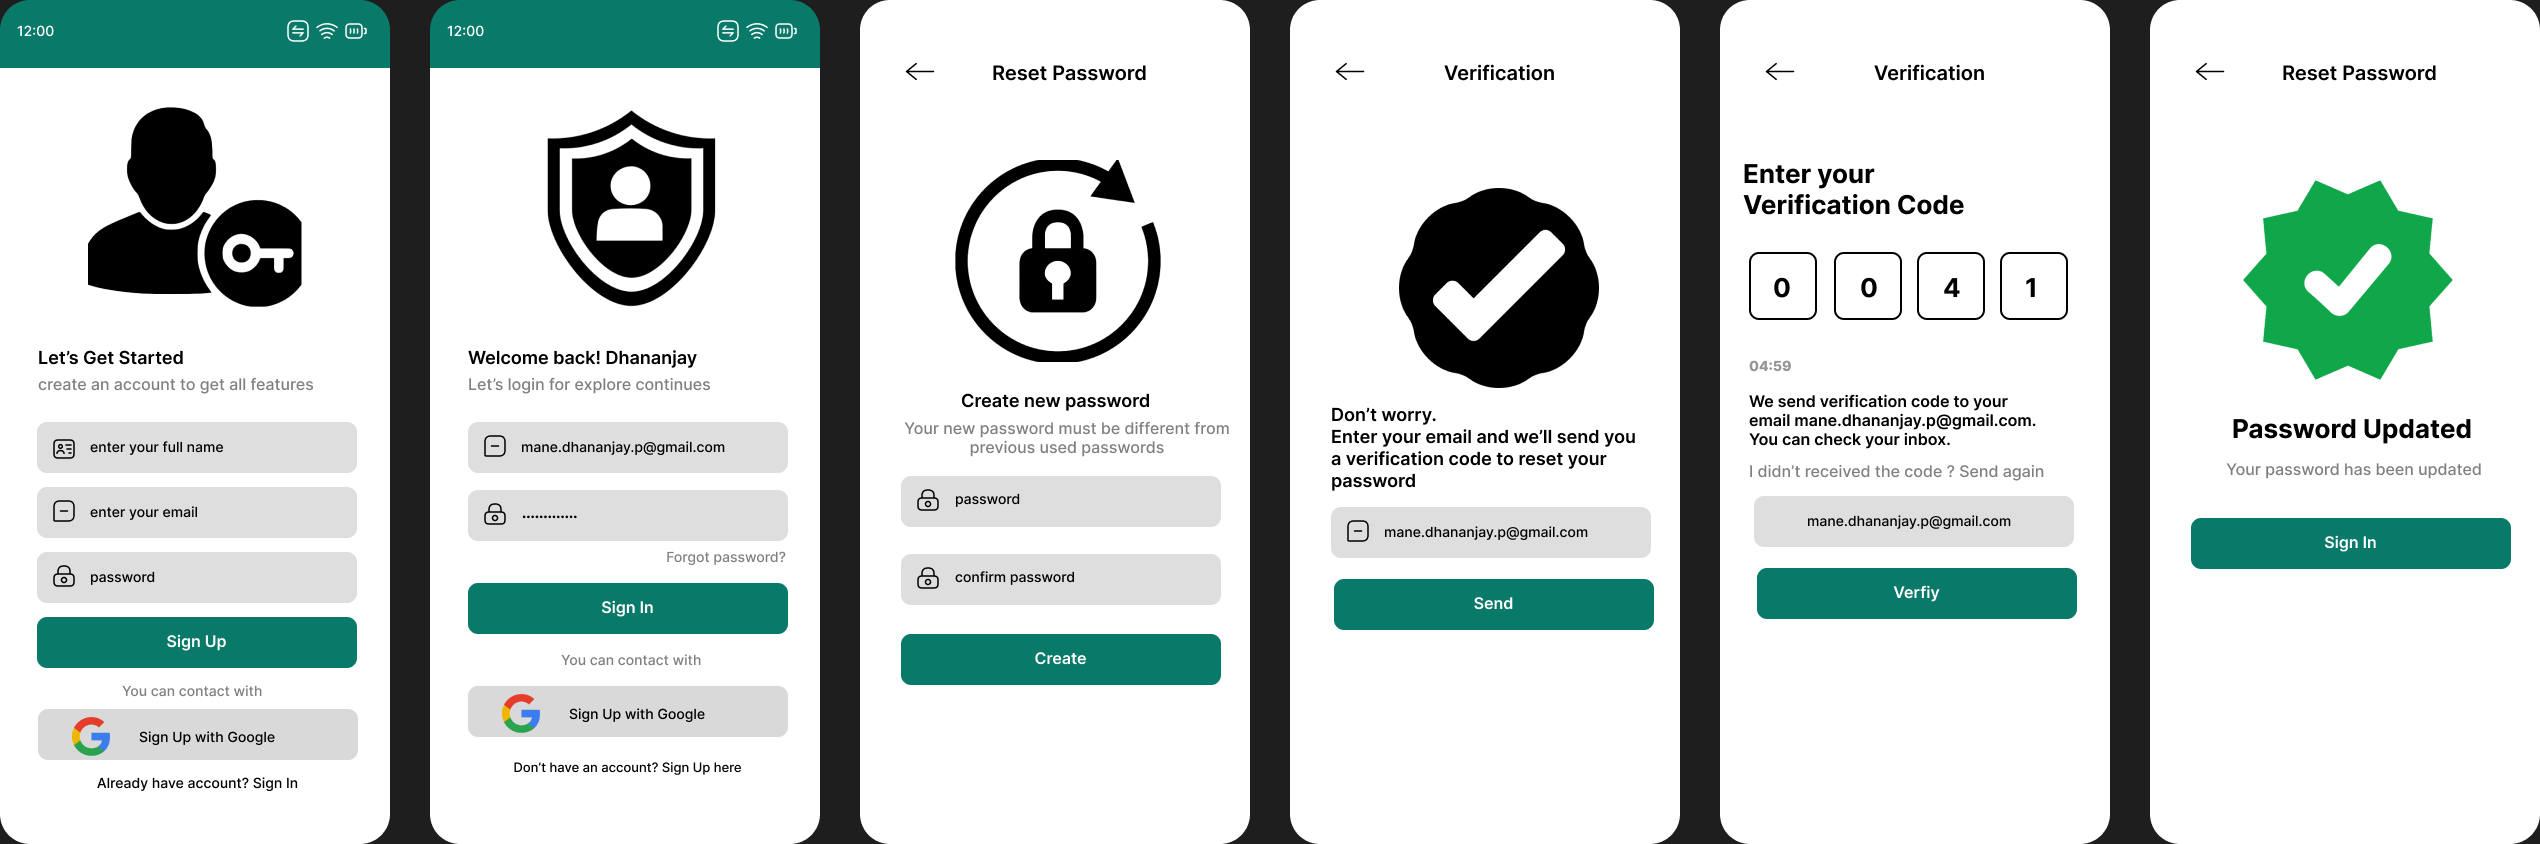 12:00
Let’s Get Started
create an account to get all features
enter your full name
enter your email
password
Sign Up
You can contact with
Sign Up with Google
Already have account? Sign In
12:00
Welcome back! Dhananjay
Let’s login for explore continues
mane.dhananjay.p@gmail.com
.............
Forgot password?
Sign In
You can contact with
Sign Up with Google
Don’t have an account? Sign Up here
Reset Password
Create new password
Your new password must be different from
previous used passwords
password
confirm password
Create
Verification
Don’t worry.
Enter your email and we’ll send you
a verification code to reset your
password
mane.dhananjay.p@gmail.com
Send
Verification
Enter your
Verification Code
0 0 4 1
04:59
We send verification code to your
email mane.dhananjay.p@gmail.com.
You can check your inbox.
I didn’t received the code ? Send again
mane.dhananjay.p@gmail.com
Verfiy
Reset Password
Password Updated
Your password has been updated
Sign In